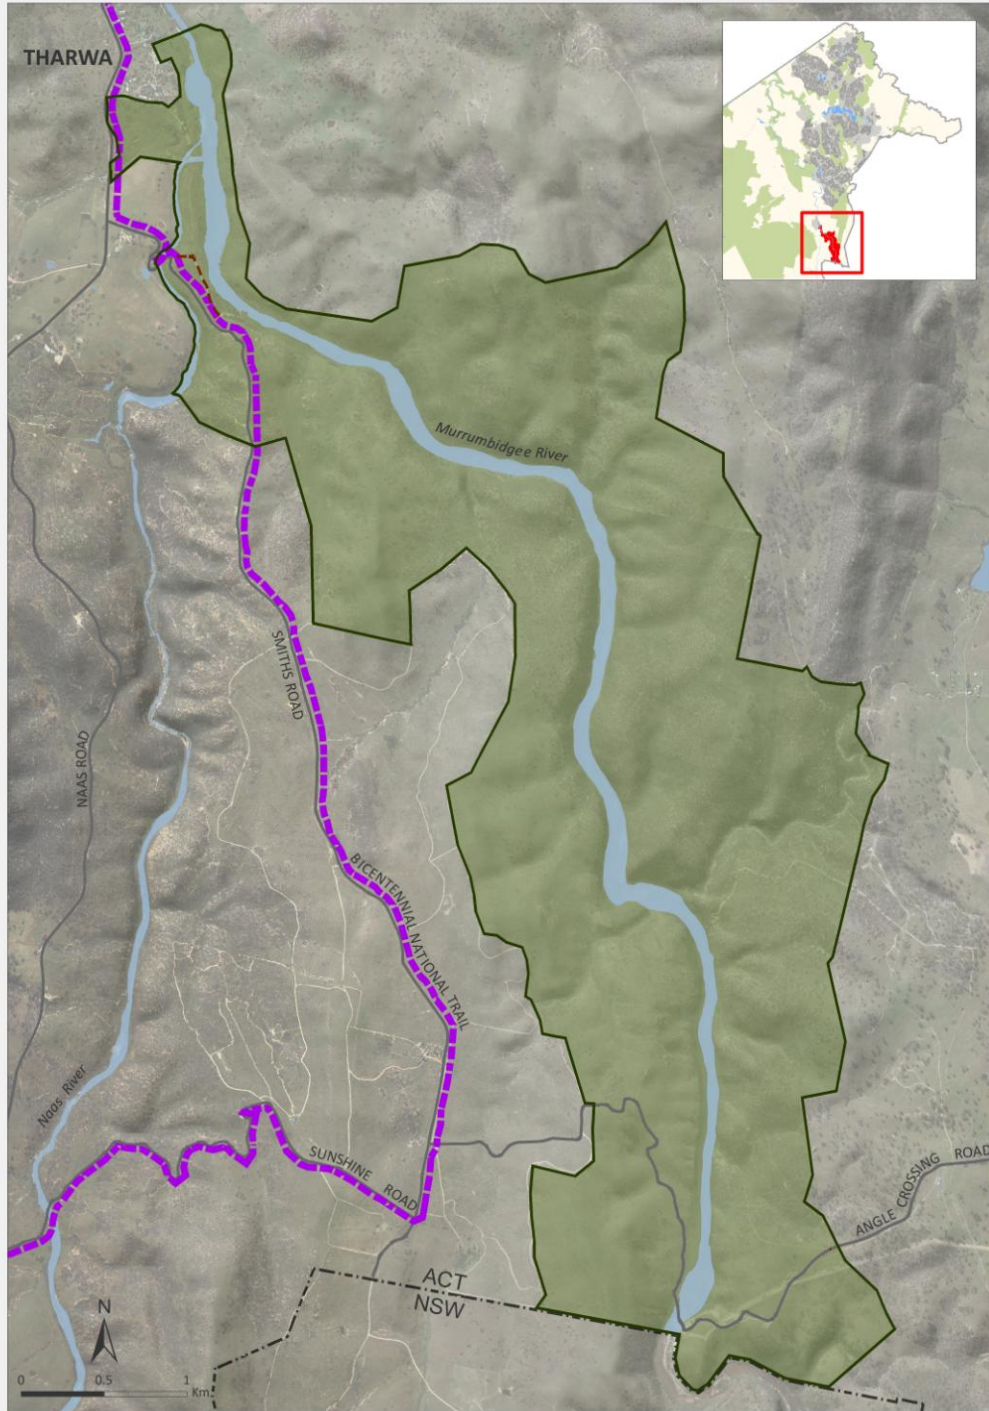 THARWA
Murrumbidgee River
SMITHS ROAD
NAAS ROAD
BICENTENNIAL NATIONAL TRAIL
Naas River
SUNSHINE ROAD
ANGLE CROSSING ROAD
ACT
NSW
N
0 0.5 1
Km